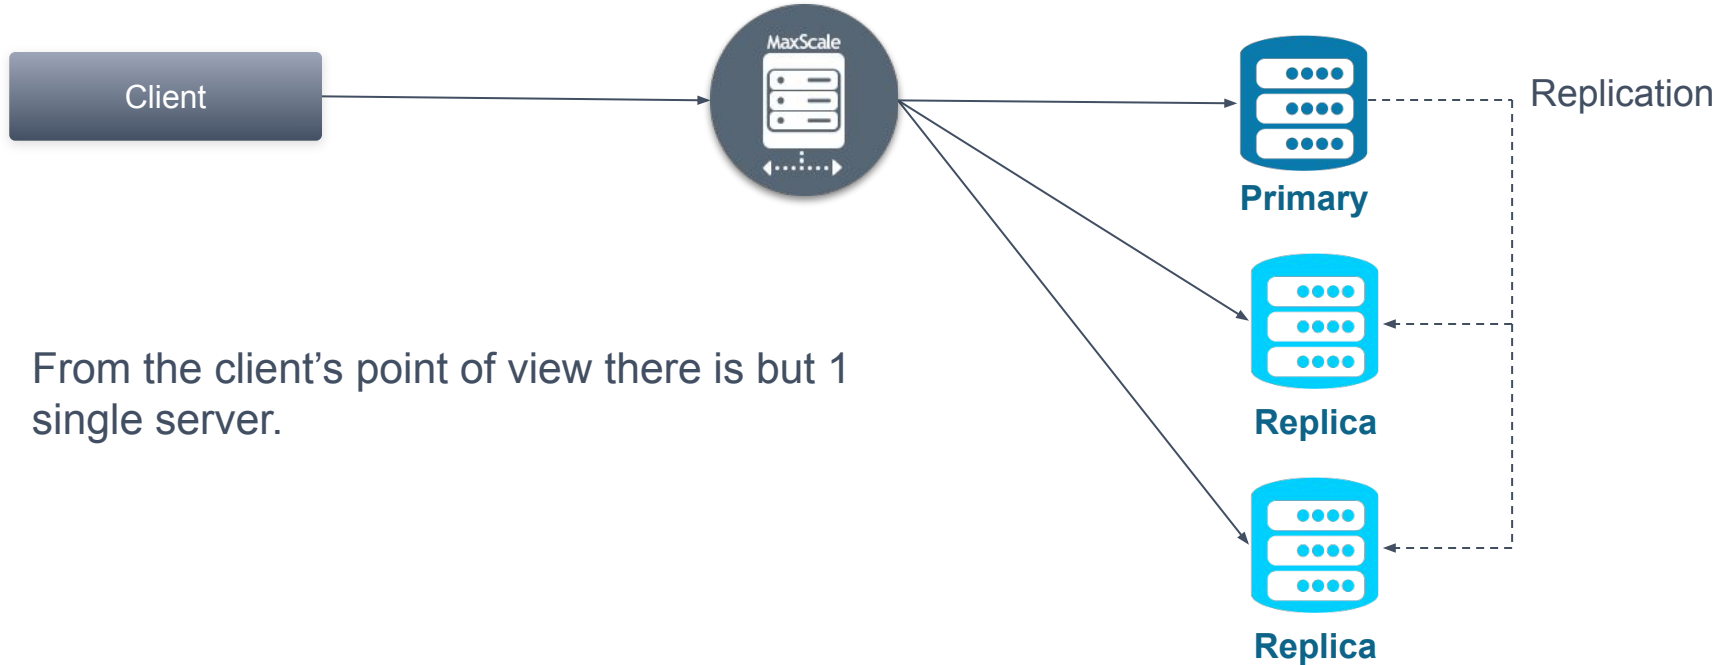 MaxScale
Client
Replication
Primary
From the client’s point of view there is but 1
single server.
Replica
Replica